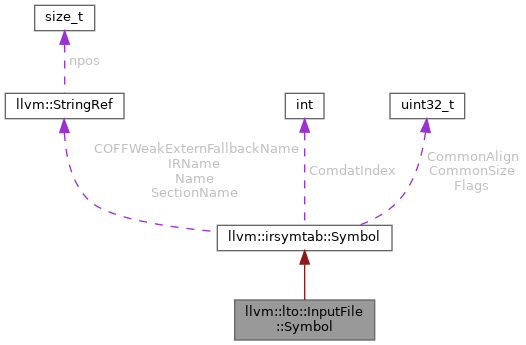 size_t
npos
llvm::StringRef
int
uint32_t
COFFWeakExternFallbackName
IRName
Name
SectionName
ComdatIndex
CommonAlign
CommonSize
Flags
llvm::irsymtab::Symbol
llvm::lto::InputFile
::Symbol